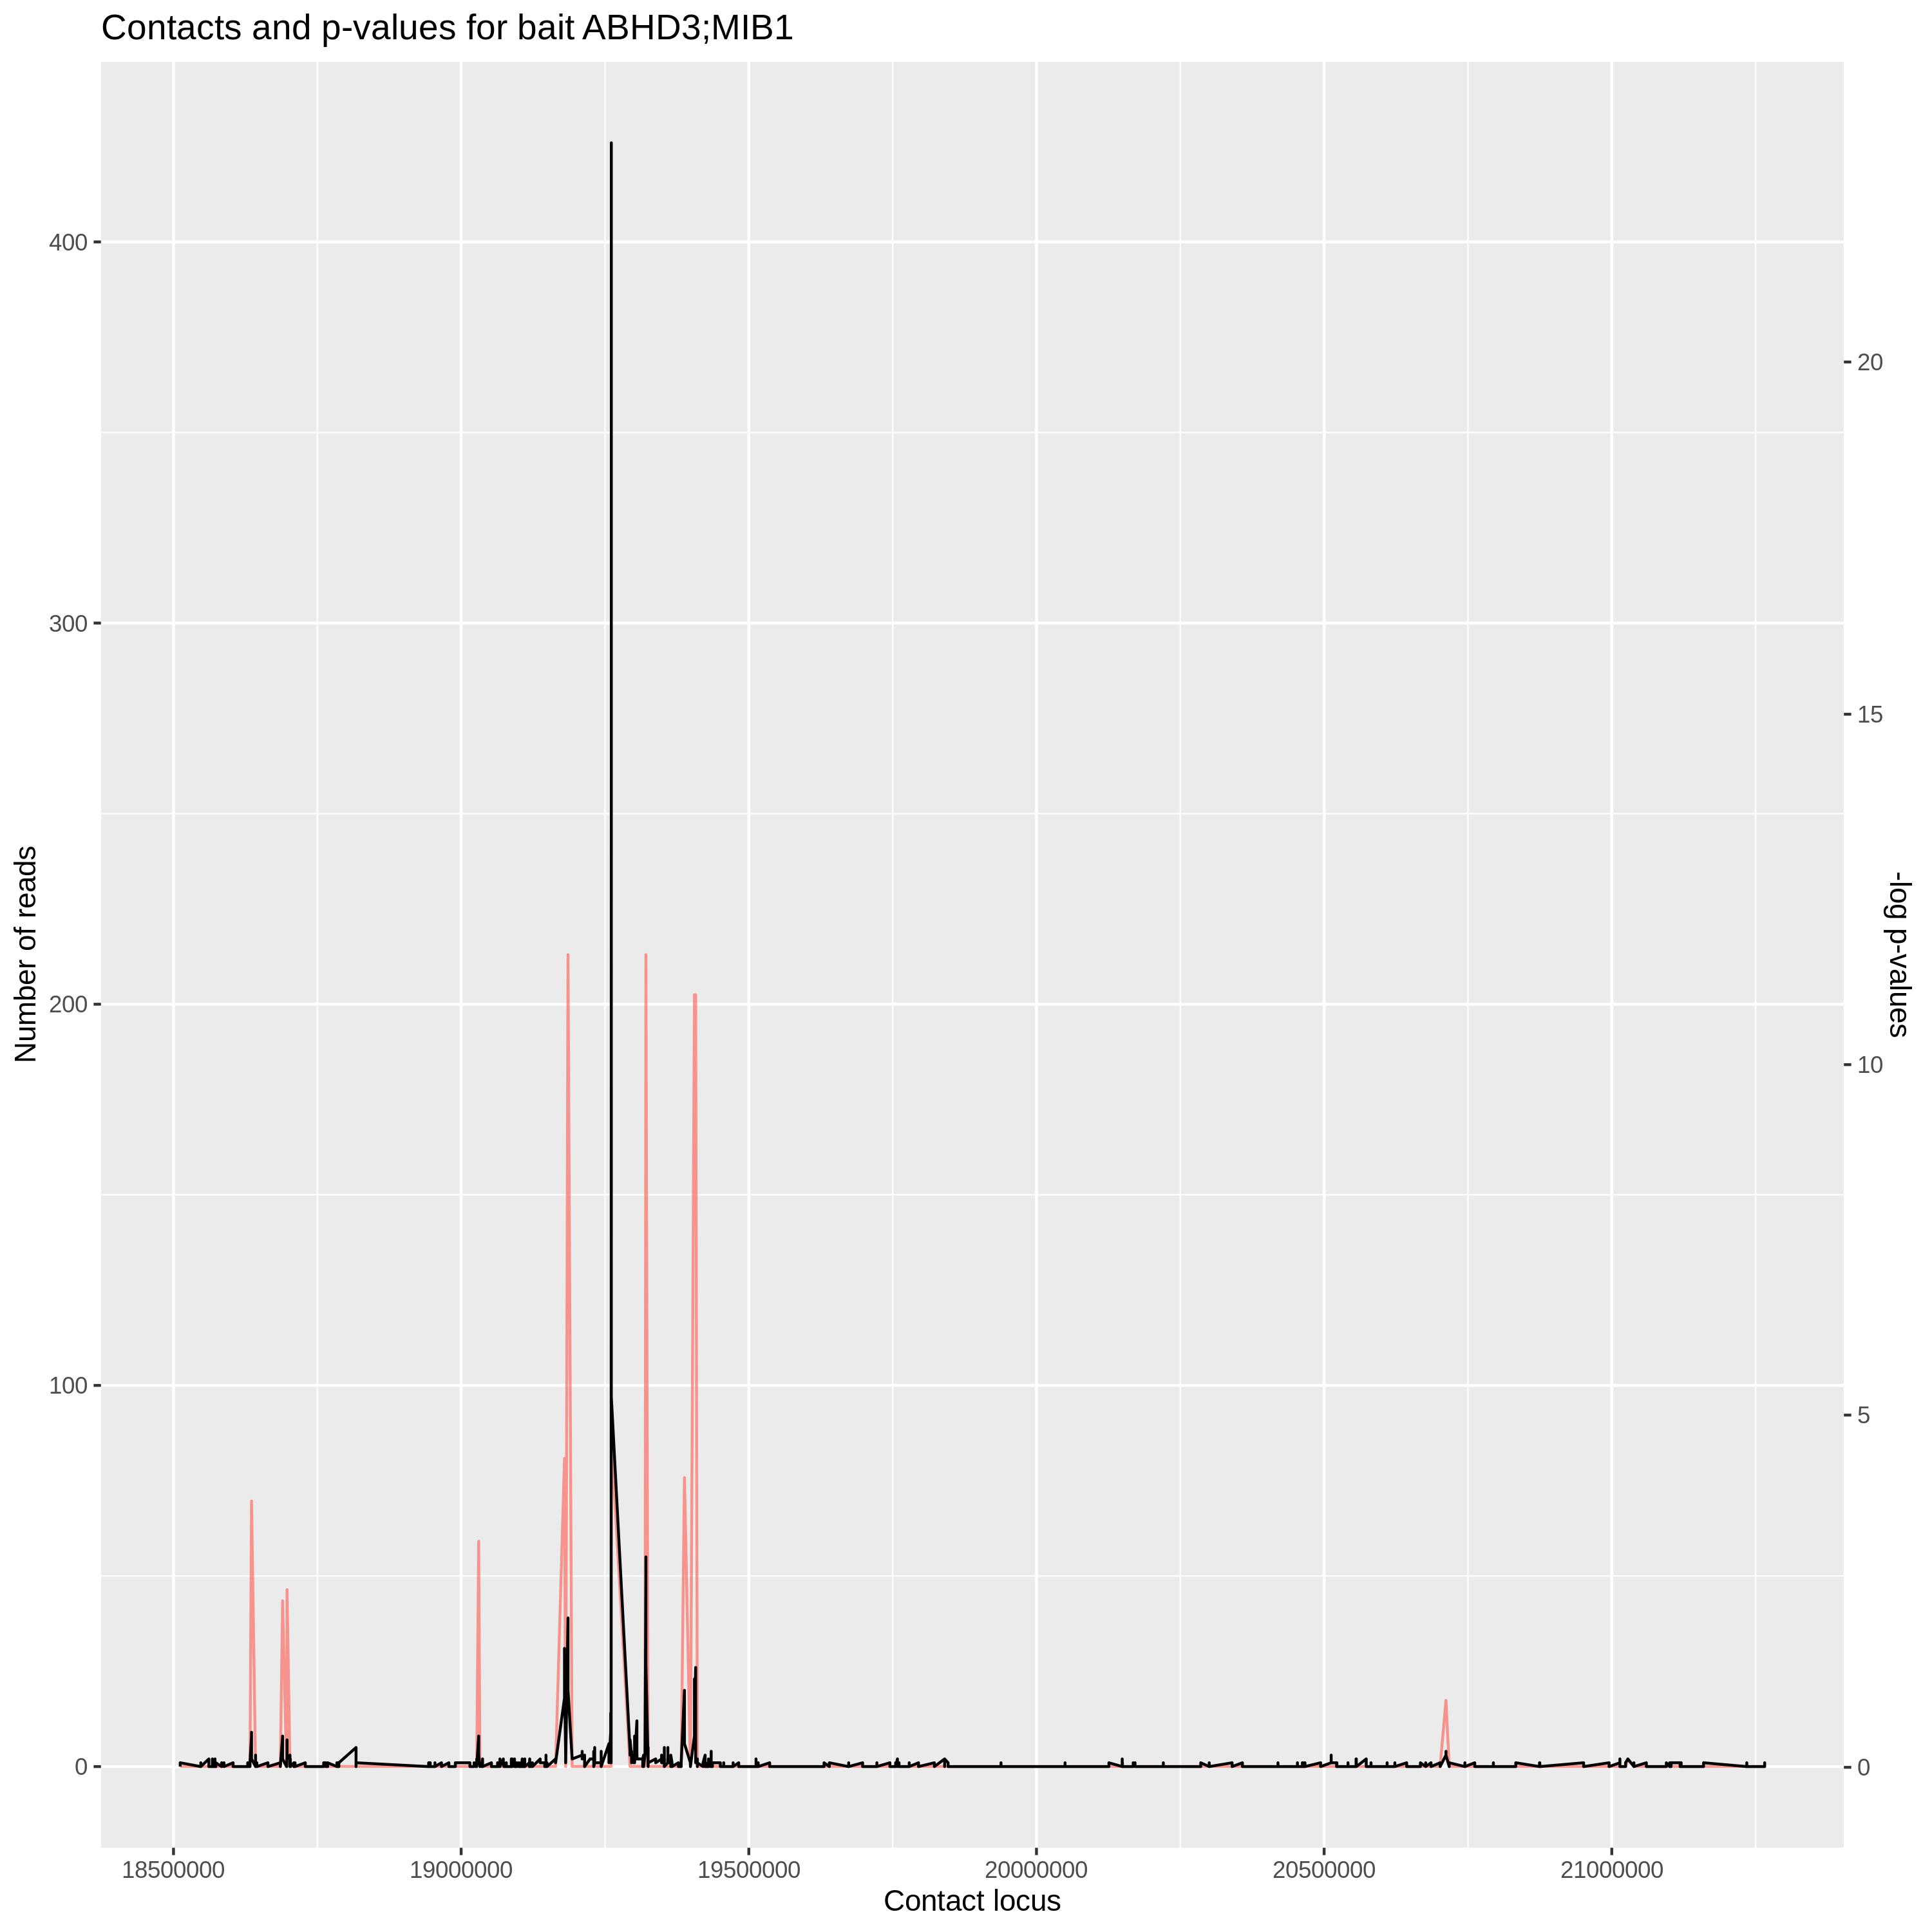 Contacts and p-values for bait ABHD3;MIB1
400
300
200
100
0
Number of reads
20
15
10
5
0
-log p-values
18500000 19000000 19500000 20000000 20500000 21000000
Contact locus